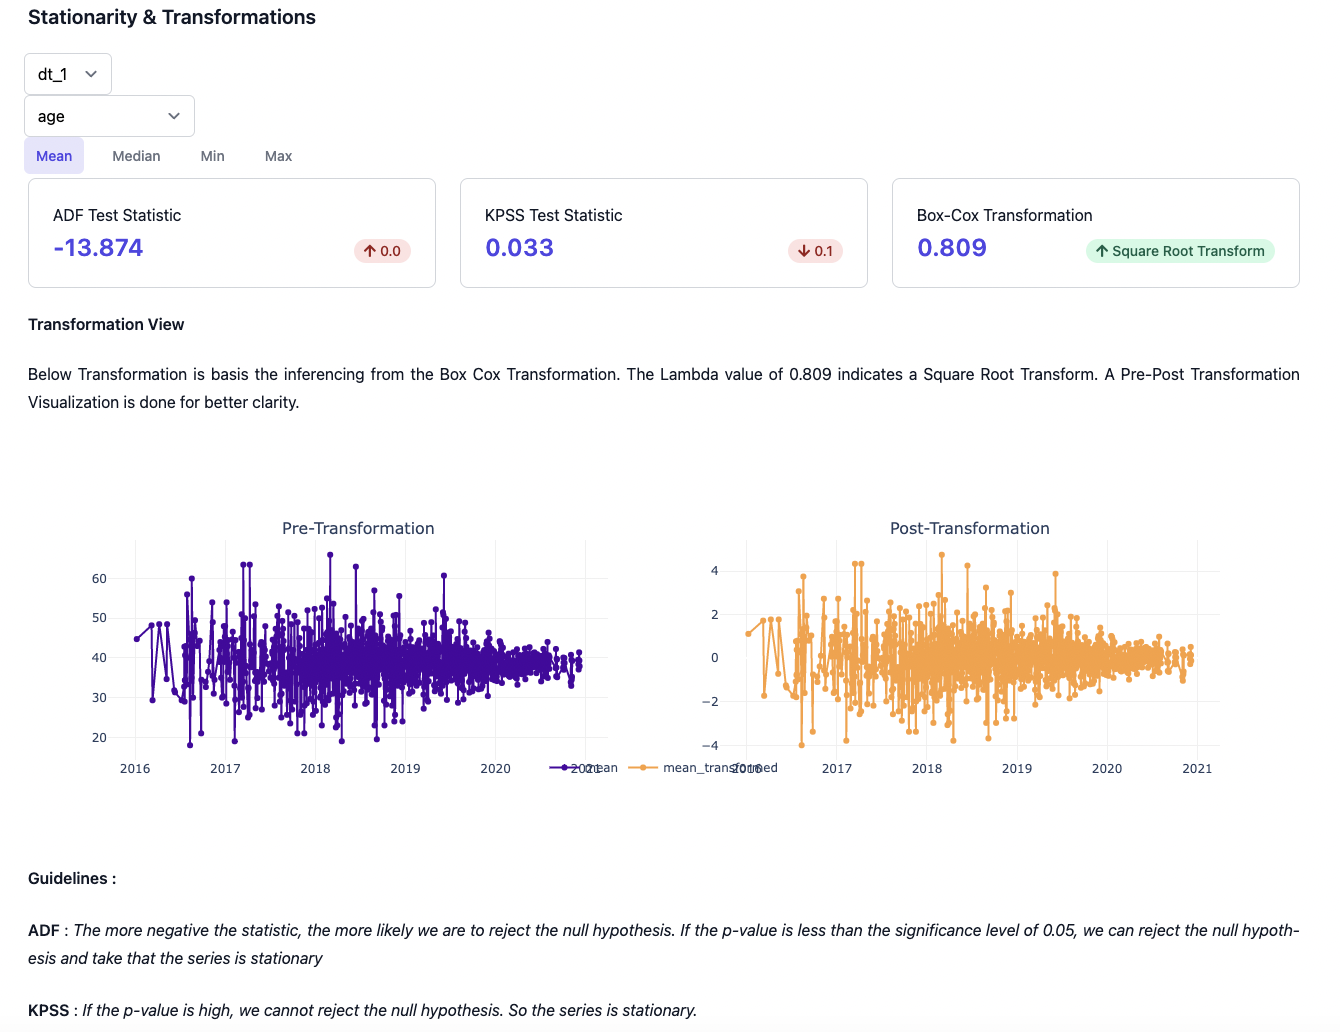 Stationarity & Transformations
dt_1
age
Mean Median Min Max
ADF Test Statistic
-13.874
0.0
KPSS Test Statistic
0.033
0.1
Box-Cox Transformation
0.809
Square Root Transform
Transformation View
Below Transformation is basis the inferencing from the Box Cox Transformation. The Lambda value of 0.809 indicates a Square Root Transform. A Pre-Post Transformation
Visualization is done for better clarity.
Pre-Transformation
60
50
40
30
20
2016 2017 2018 2019 2020 2021
Post-Transformation
4
2
0
−2
−4
2016 2017 2018 2019 2020 2021
mean mean_transformed
Guidelines :
ADF : The more negative the statistic, the more likely we are to reject the null hypothesis. If the p-value is less than the significance level of 0.05, we can reject the null hypoth-
esis and take that the series is stationary
KPSS : If the p-value is high, we cannot reject the null hypothesis. So the series is stationary.